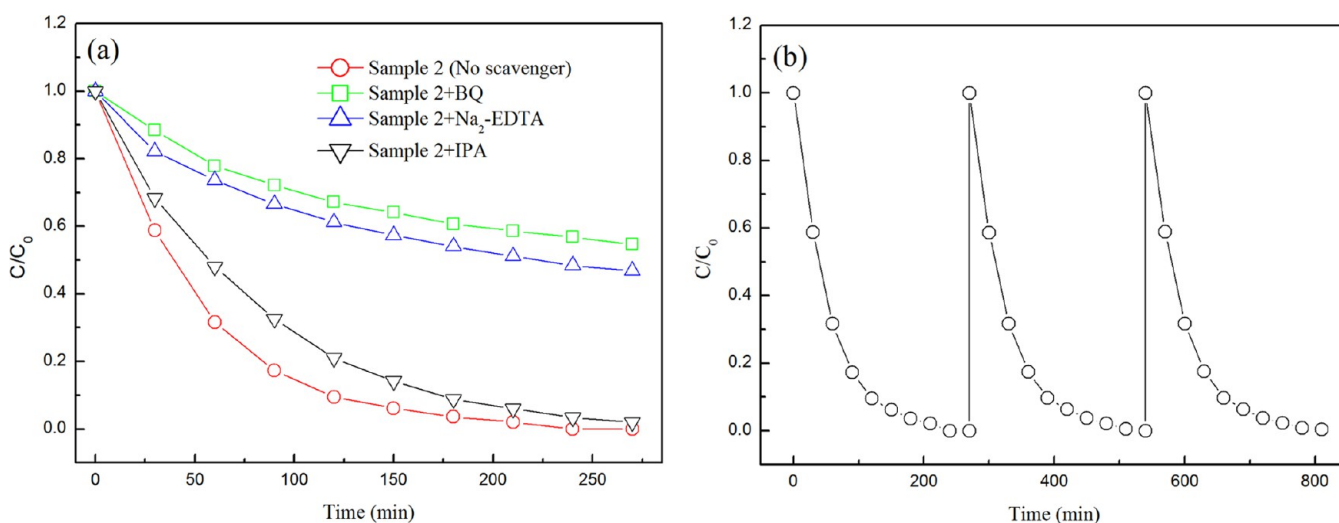 (a)
Sample 2 (No scavenger)
Sample 2+BQ
Sample 2+Na₂-EDTA
Sample 2+IPA
1.2
1.0
0.8
0.6
0.4
0.2
0.0
C/C₀
0 50 100 150 200 250
Time (min)
(b)
1.2
1.0
0.8
0.6
0.4
0.2
0.0
C/C₀
0 200 400 600 800
Time (min)